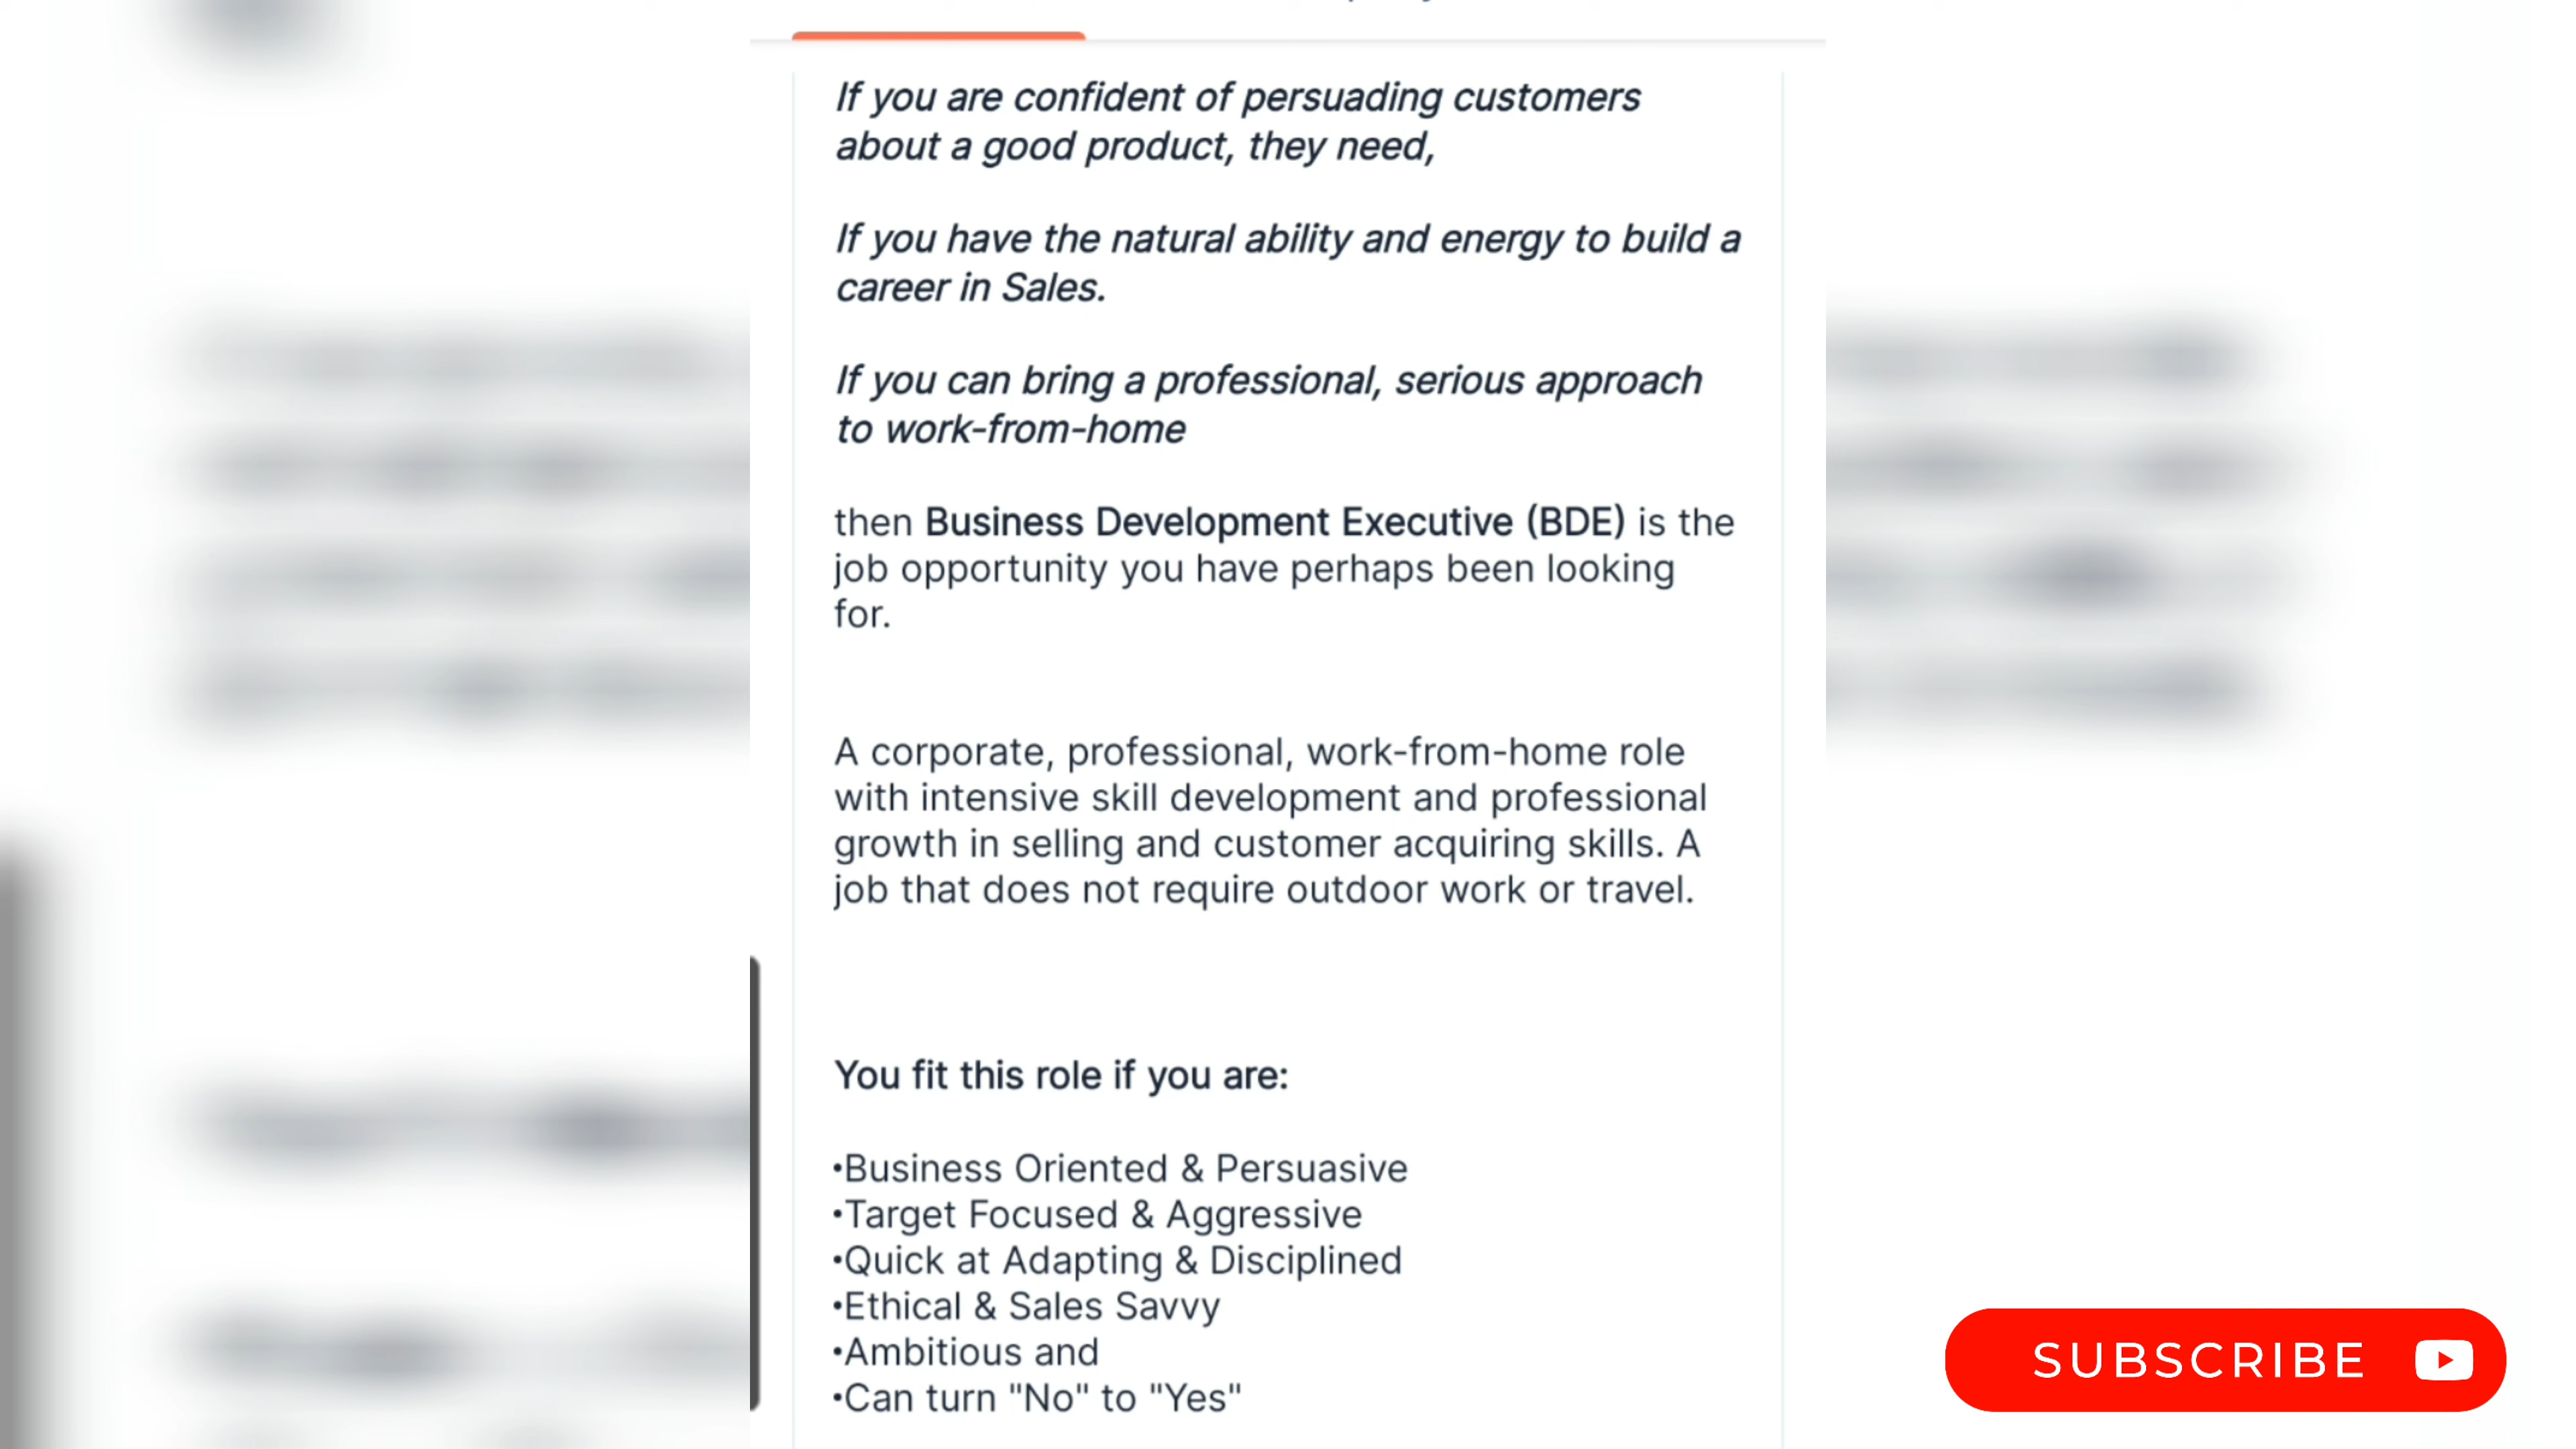 If you are confident of persuading customers
about a good product, they need,
If you have the natural ability and energy to build a
career in Sales.
If you can bring a professional, serious approach
to work-from-home
then Business Development Executive (BDE) is the
job opportunity you have perhaps been looking
for.
A corporate, professional, work-from-home role
with intensive skill development and professional
growth in selling and customer acquiring skills. A
job that does not require outdoor work or travel.
You fit this role if you are:
•Business Oriented & Persuasive
•Target Focused & Aggressive
•Quick at Adapting & Disciplined
•Ethical & Sales Savvy
•Ambitious and
•Can turn "No" to "Yes"
SUBSCRIBE